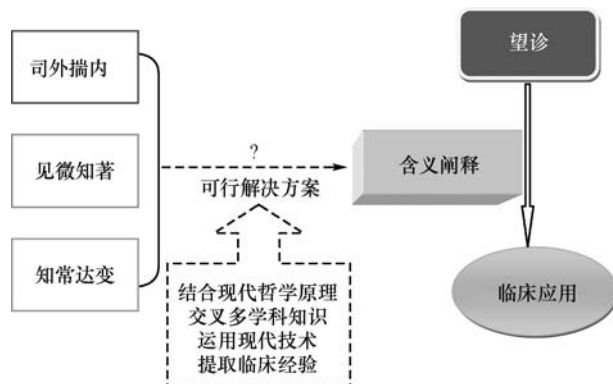 司外揣内
见微知著
知常达变
?
可行解决方案
结合现代哲学原理
交叉多学科知识
运用现代技术
提取临床经验
含义阐释
望诊
临床应用